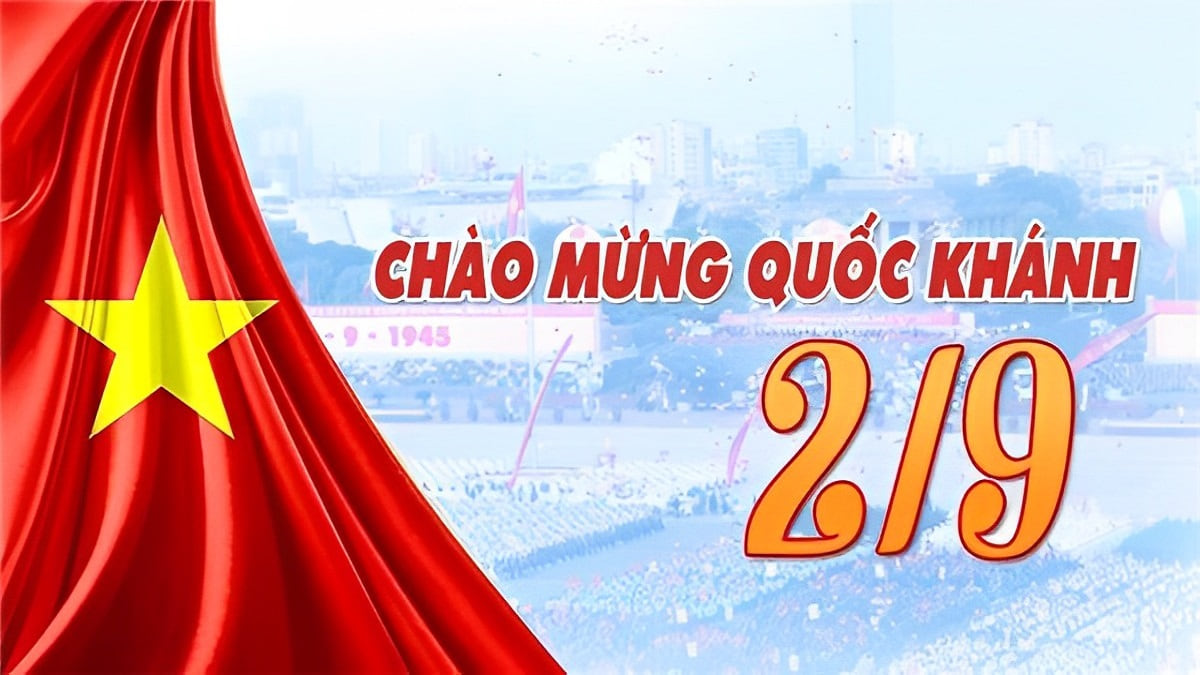 CHÀO MỪNG QUỐC KHÁNH
2/9
- 9 - 1945